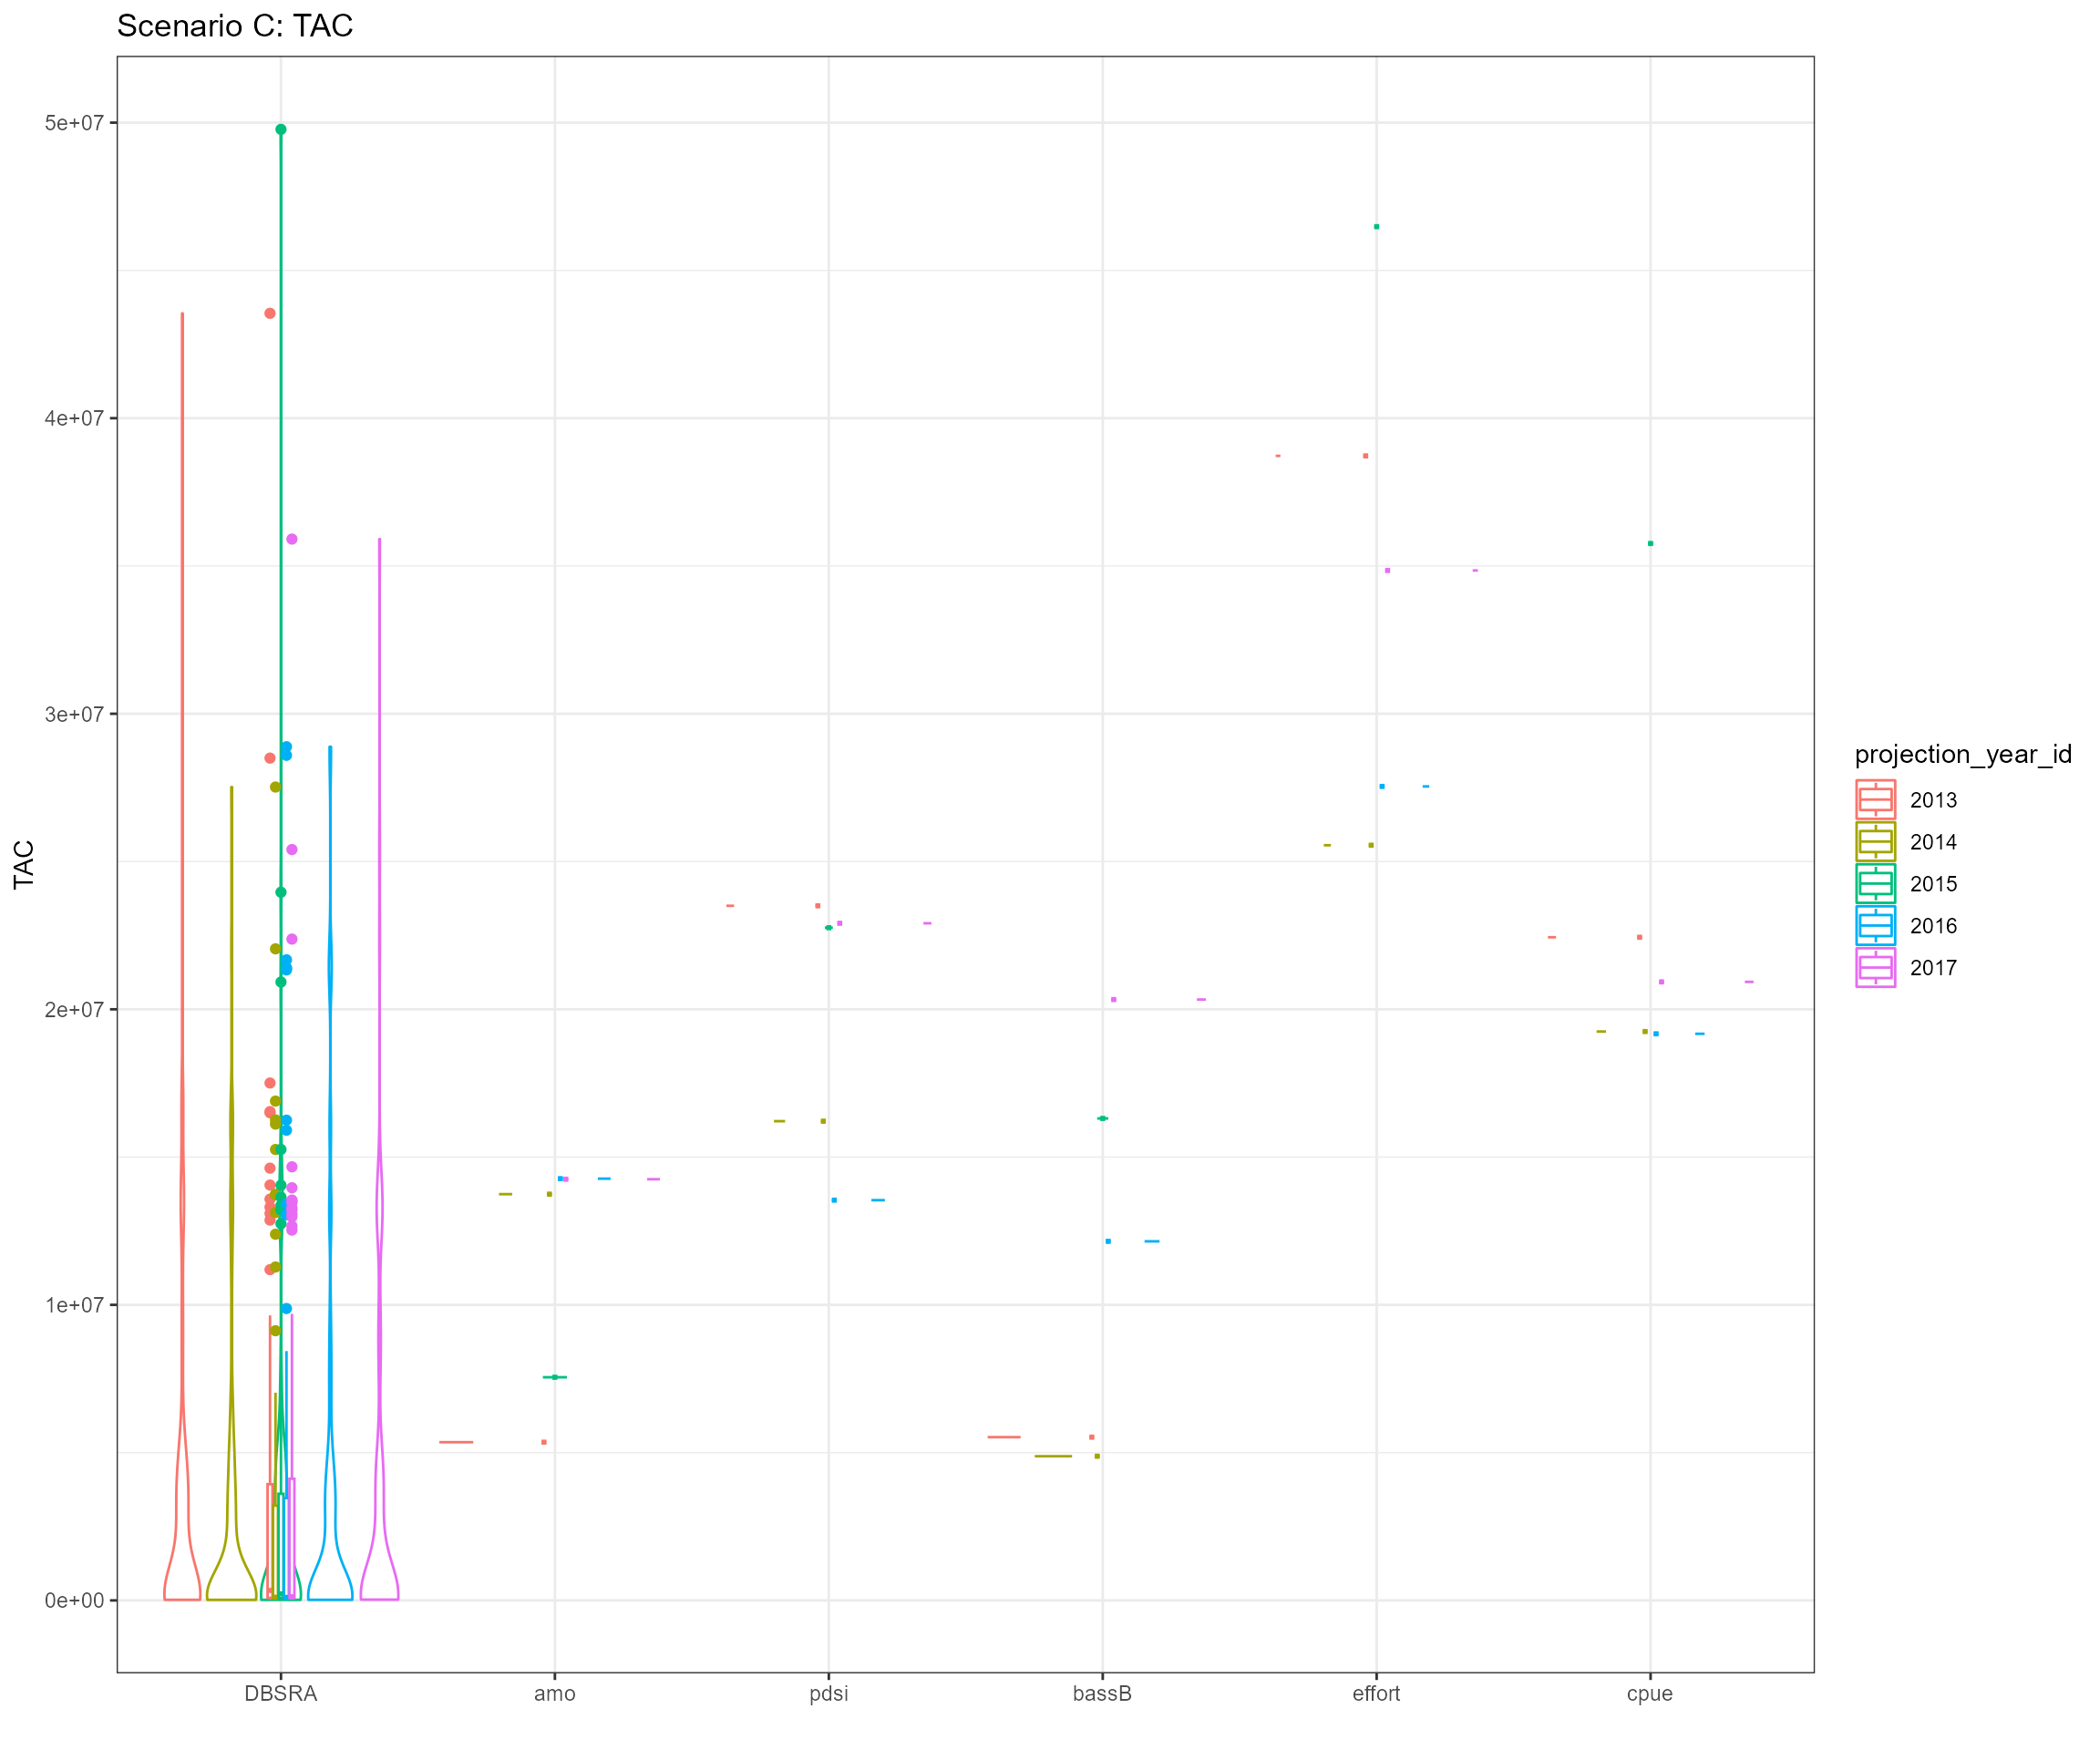 Scenario C: TAC
5e+07
4e+07
3e+07
2e+07
1e+07
0e+00
TAC
DBSRA
amo
pdsi
bassB
effort
cpue
projection_year_id
2013
2014
2015
2016
2017